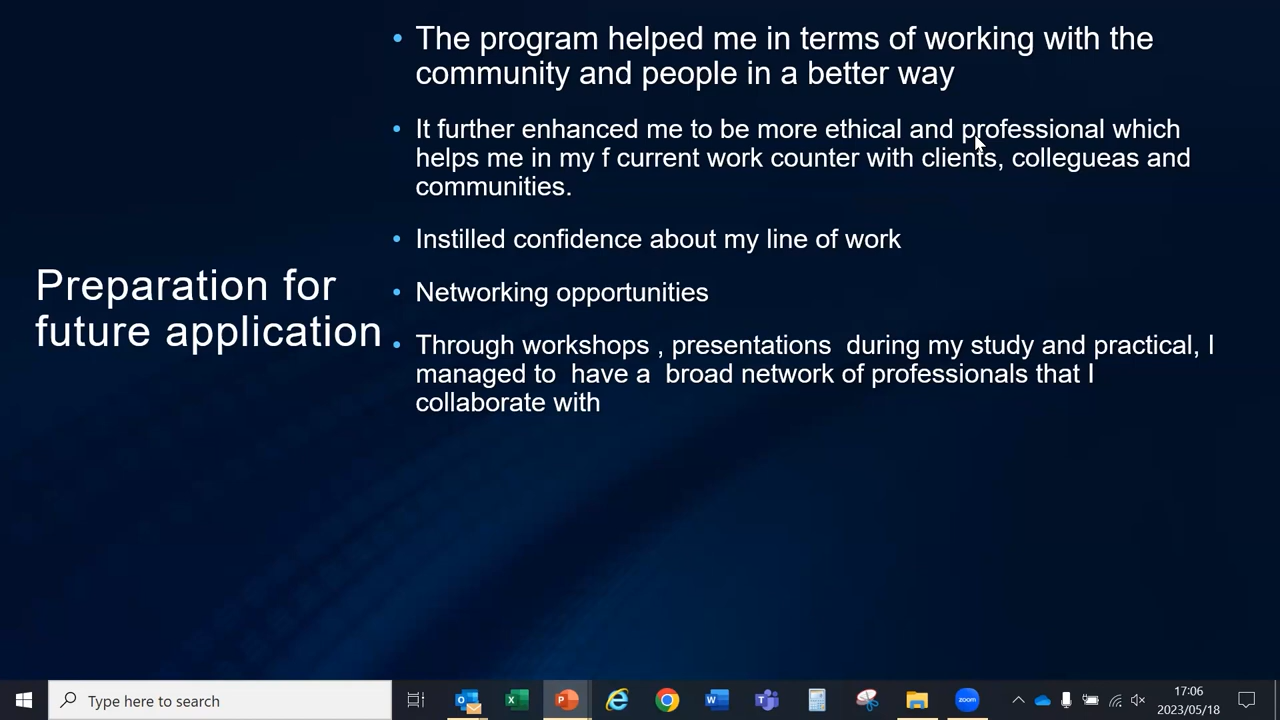 Preparation for
future application
• The program helped me in terms of working with the
community and people in a better way
• It further enhanced me to be more ethical and professional which
helps me in my f current work counter with clients, collegueas and
communities.
• Instilled confidence about my line of work
• Networking opportunities
• Through workshops , presentations  during my study and practical, I
managed to  have a  broad network of professionals that I
collaborate with
Type here to search
17:06
2023/05/18